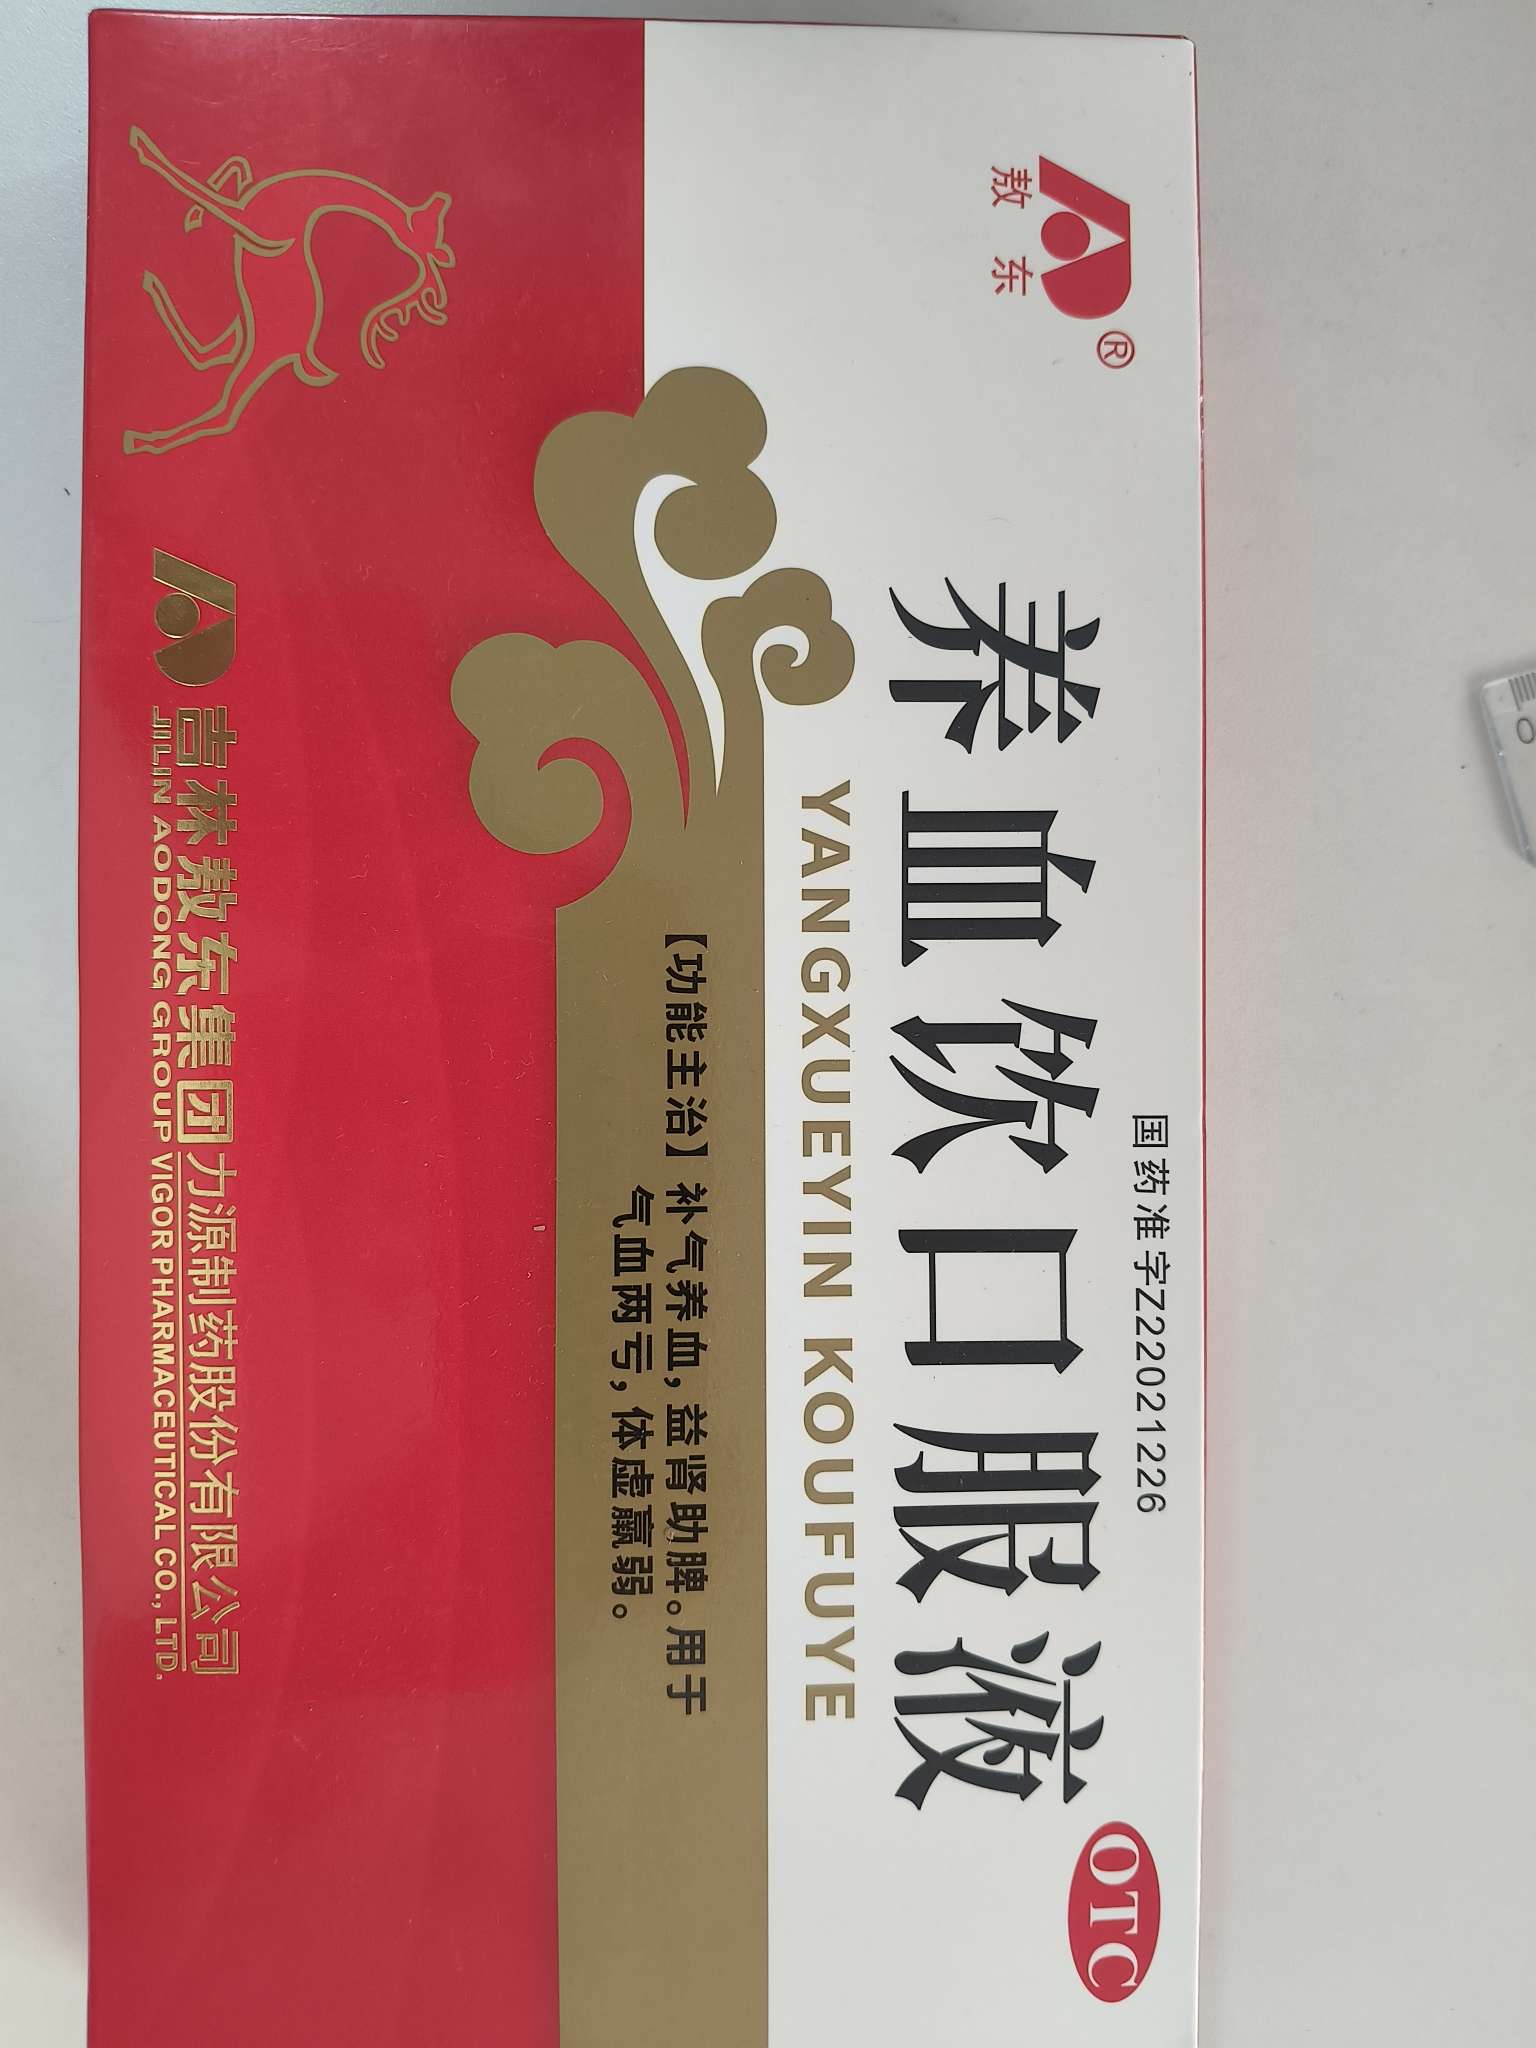 敖东®
国药准字Z22021226
养血饮口服液
OTC
YANGXUEYIN KOUFUYE
【功能主治】补气养血，益肾助脾。用于
气血两亏，体虚羸弱。
吉林敖东集团力源制药股份有限公司
JILIN AODONG GROUP VIGOR PHARMACEUTICAL CO., LTD.